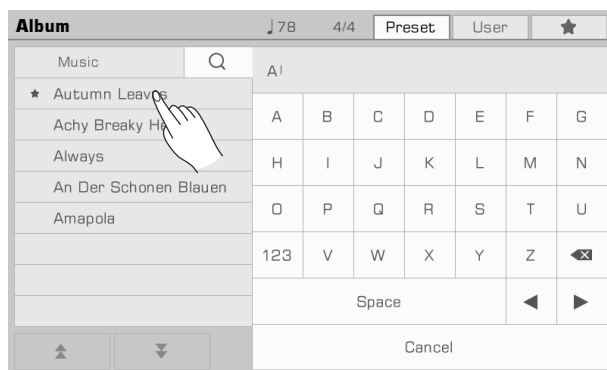 Album ♩78 4/4 Preset User ★
Music
A
★ Autumn Leaves
Achy Breaky He
Always
An Der Schonen Blauen
Amapola
A B C D E F G
H I J K L M N
O P Q R S T U
123 V W X Y Z
Space
Cancel